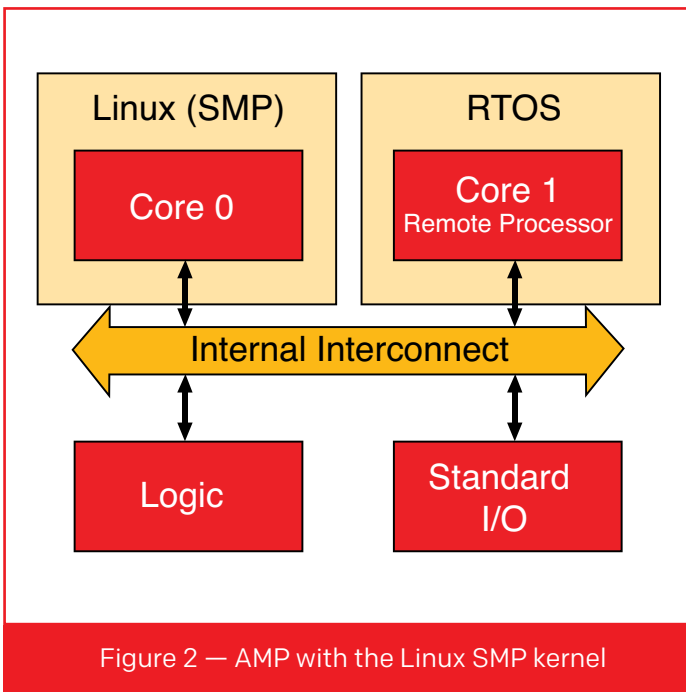 Linux (SMP)
Core 0
RTOS
Core 1
Remote Processor
Internal Interconnect
Logic
Standard
I/O
Figure 2 — AMP with the Linux SMP kernel